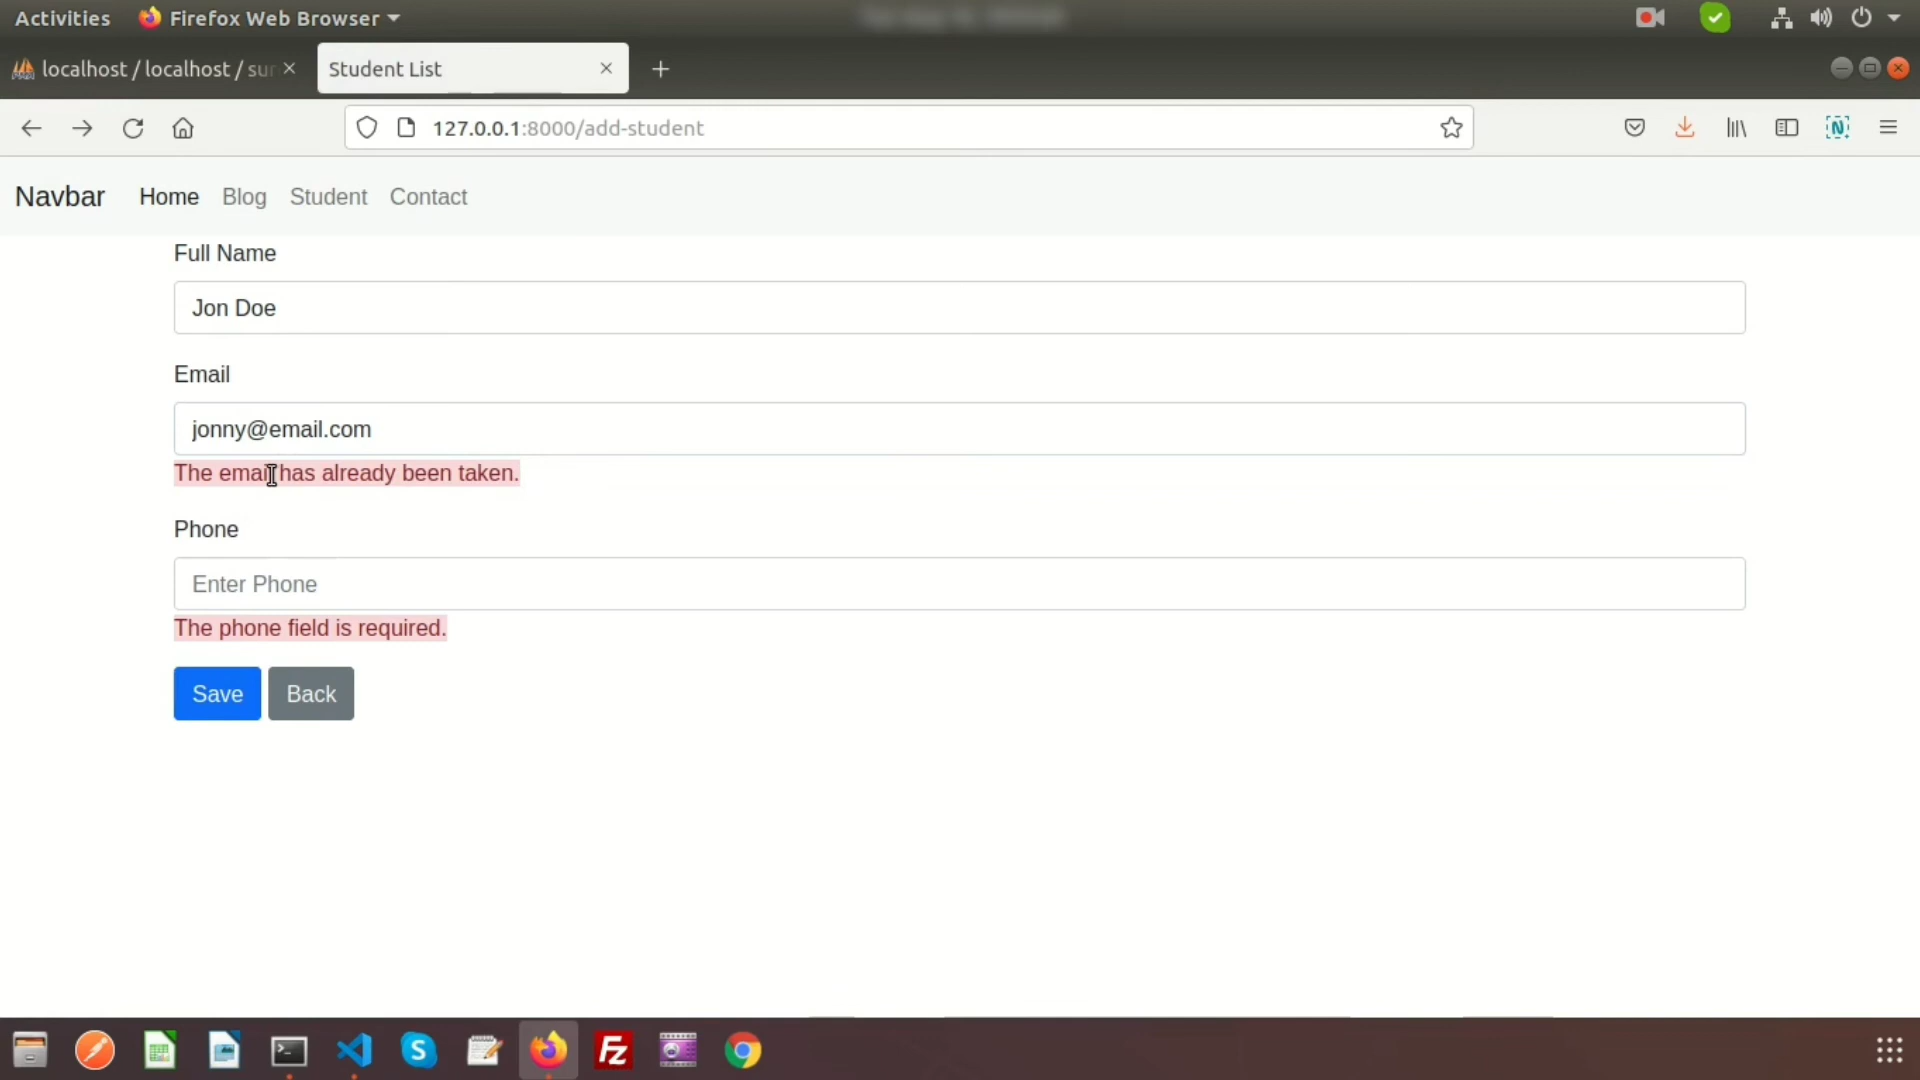 Activities Firefox Web Browser
localhost / localhost / sur Student List
127.0.0.1:8000/add-student
Navbar Home Blog Student Contact
Full Name
Jon Doe
Email
jonny@email.com
The email has already been taken.
Phone
Enter Phone
The phone field is required.
Save Back